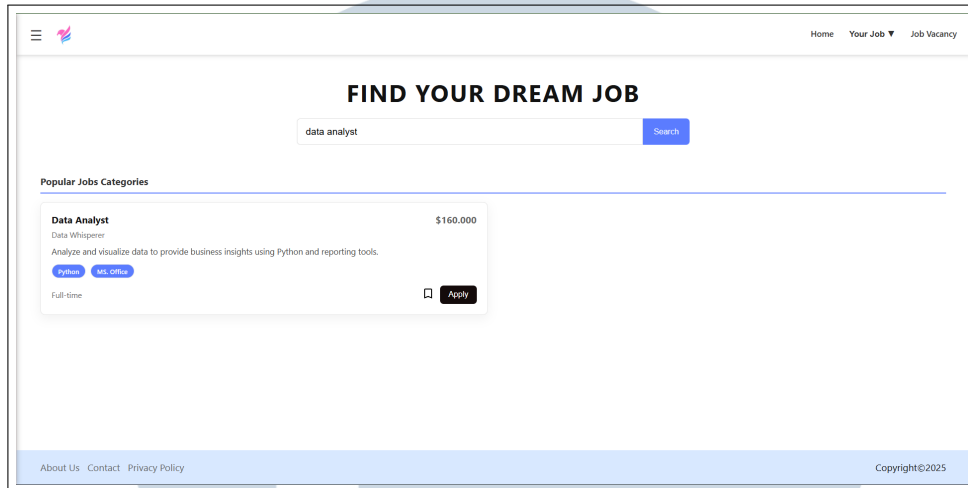 Home Your Job ▼ Job Vacancy
FIND YOUR DREAM JOB
data analyst Search
Popular Jobs Categories
Data Analyst $160.000
Data Whisperer
Analyze and visualize data to provide business insights using Python and reporting tools.
Python MS. Office
Full-time Apply
About Us Contact Privacy Policy Copyright©2025